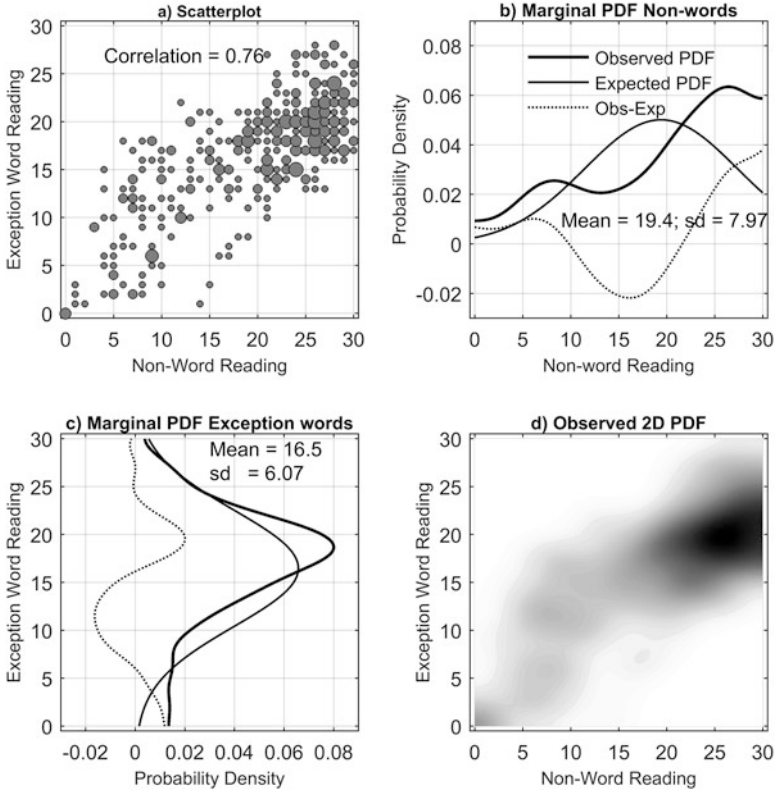 a) Scatterplot
Correlation = 0.76
Exception Word Reading
30
25
20
15
10
5
0
0 5 10 15 20 25 30
Non-Word Reading
b) Marginal PDF Non-words
Observed PDF
Expected PDF
Obs-Exp
Mean = 19.4; sd = 7.97
Probability Density
0.08
0.06
0.04
0.02
0
-0.02
0 5 10 15 20 25 30
Non-word Reading
c) Marginal PDF Exception words
Mean = 16.5
sd = 6.07
Exception Word Reading
30
25
20
15
10
5
0
-0.02 0 0.02 0.04 0.06 0.08
Probability Density
d) Observed 2D PDF
Exception Word Reading
30
25
20
15
10
5
0
0 5 10 15 20 25 30
Non-Word Reading